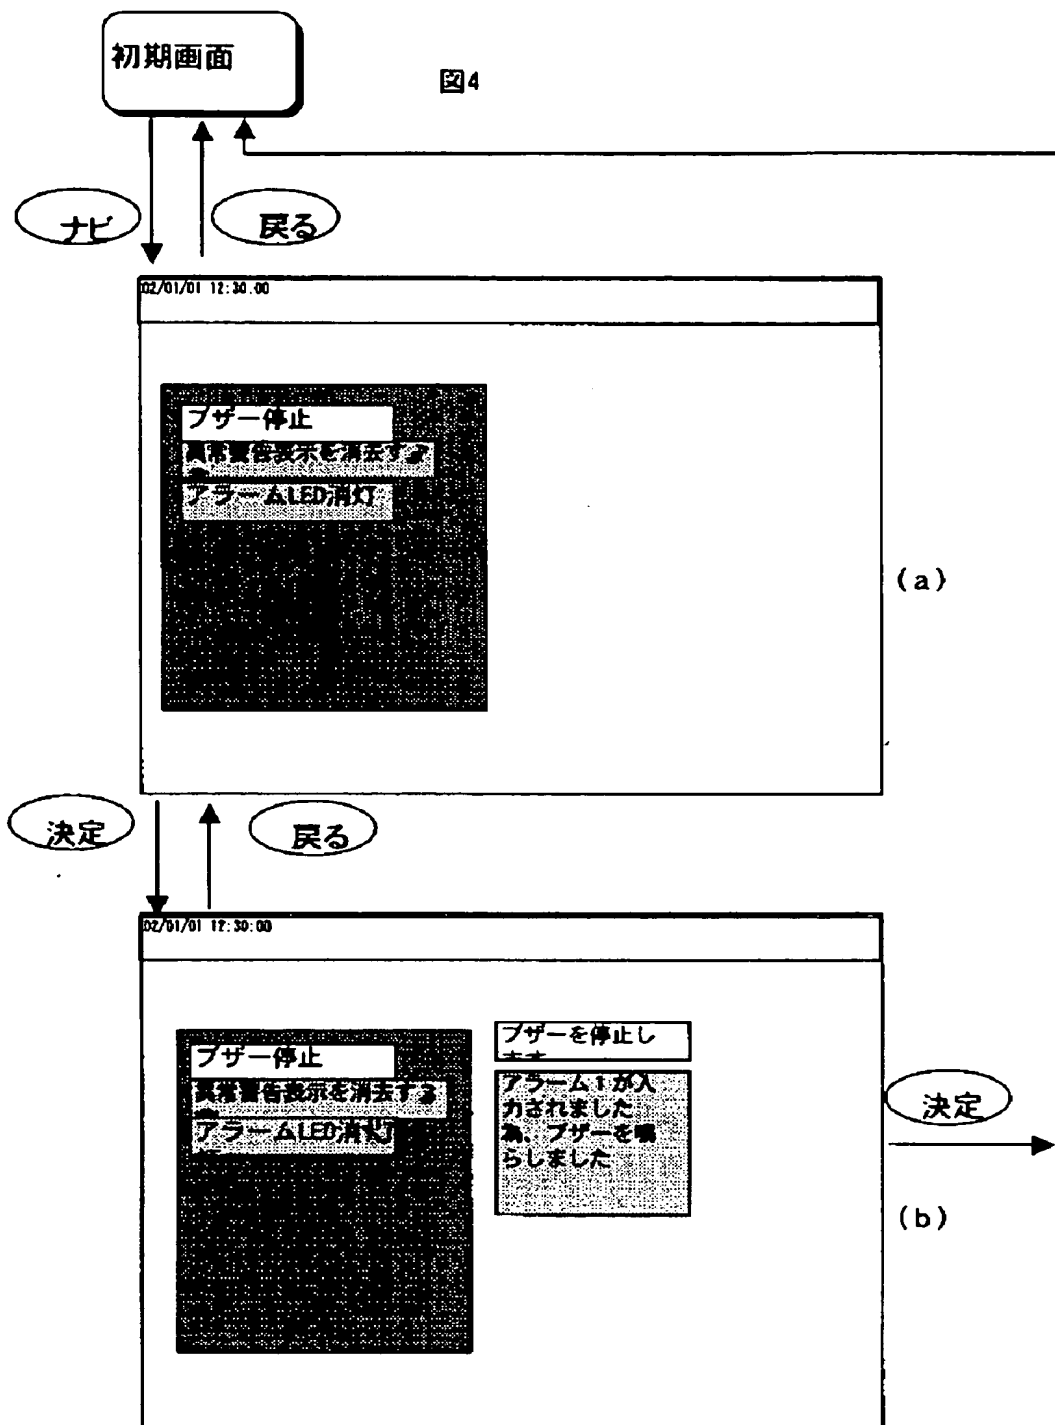 初期画面
図4
ナビ
戻る
02/01/01 12:30.00
ブザー停止
異常警告表示を消去する
アラームLED消灯
(a)
決定
戻る
02/01/01 12:30:00
ブザー停止
異常警告表示を消去する
アラームLED消灯
ブザーを停止し
アラーム1が入
力されました
為、ブザーを鳴
らしました
決定
(b)